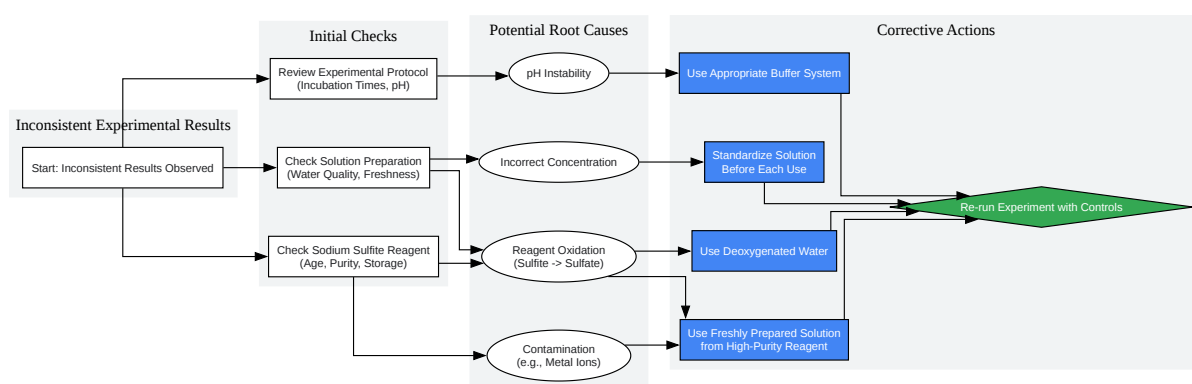 Initial Checks
Potential Root Causes
Corrective Actions
Inconsistent Experimental Results
Review Experimental Protocol
(Incubation Times, pH)
pH Instability
Use Appropriate Buffer System
Start: Inconsistent Results Observed
Check Solution Preparation
(Water Quality, Freshness)
Incorrect Concentration
Standardize Solution
Before Each Use
Re-run Experiment with Controls
Check Sodium Sulfite Reagent
(Age, Purity, Storage)
Reagent Oxidation
(Sulfite -> Sulfate)
Use Deoxygenated Water
Contamination
(e.g., Metal Ions)
Use Freshly Prepared Solution
from High-Purity Reagent